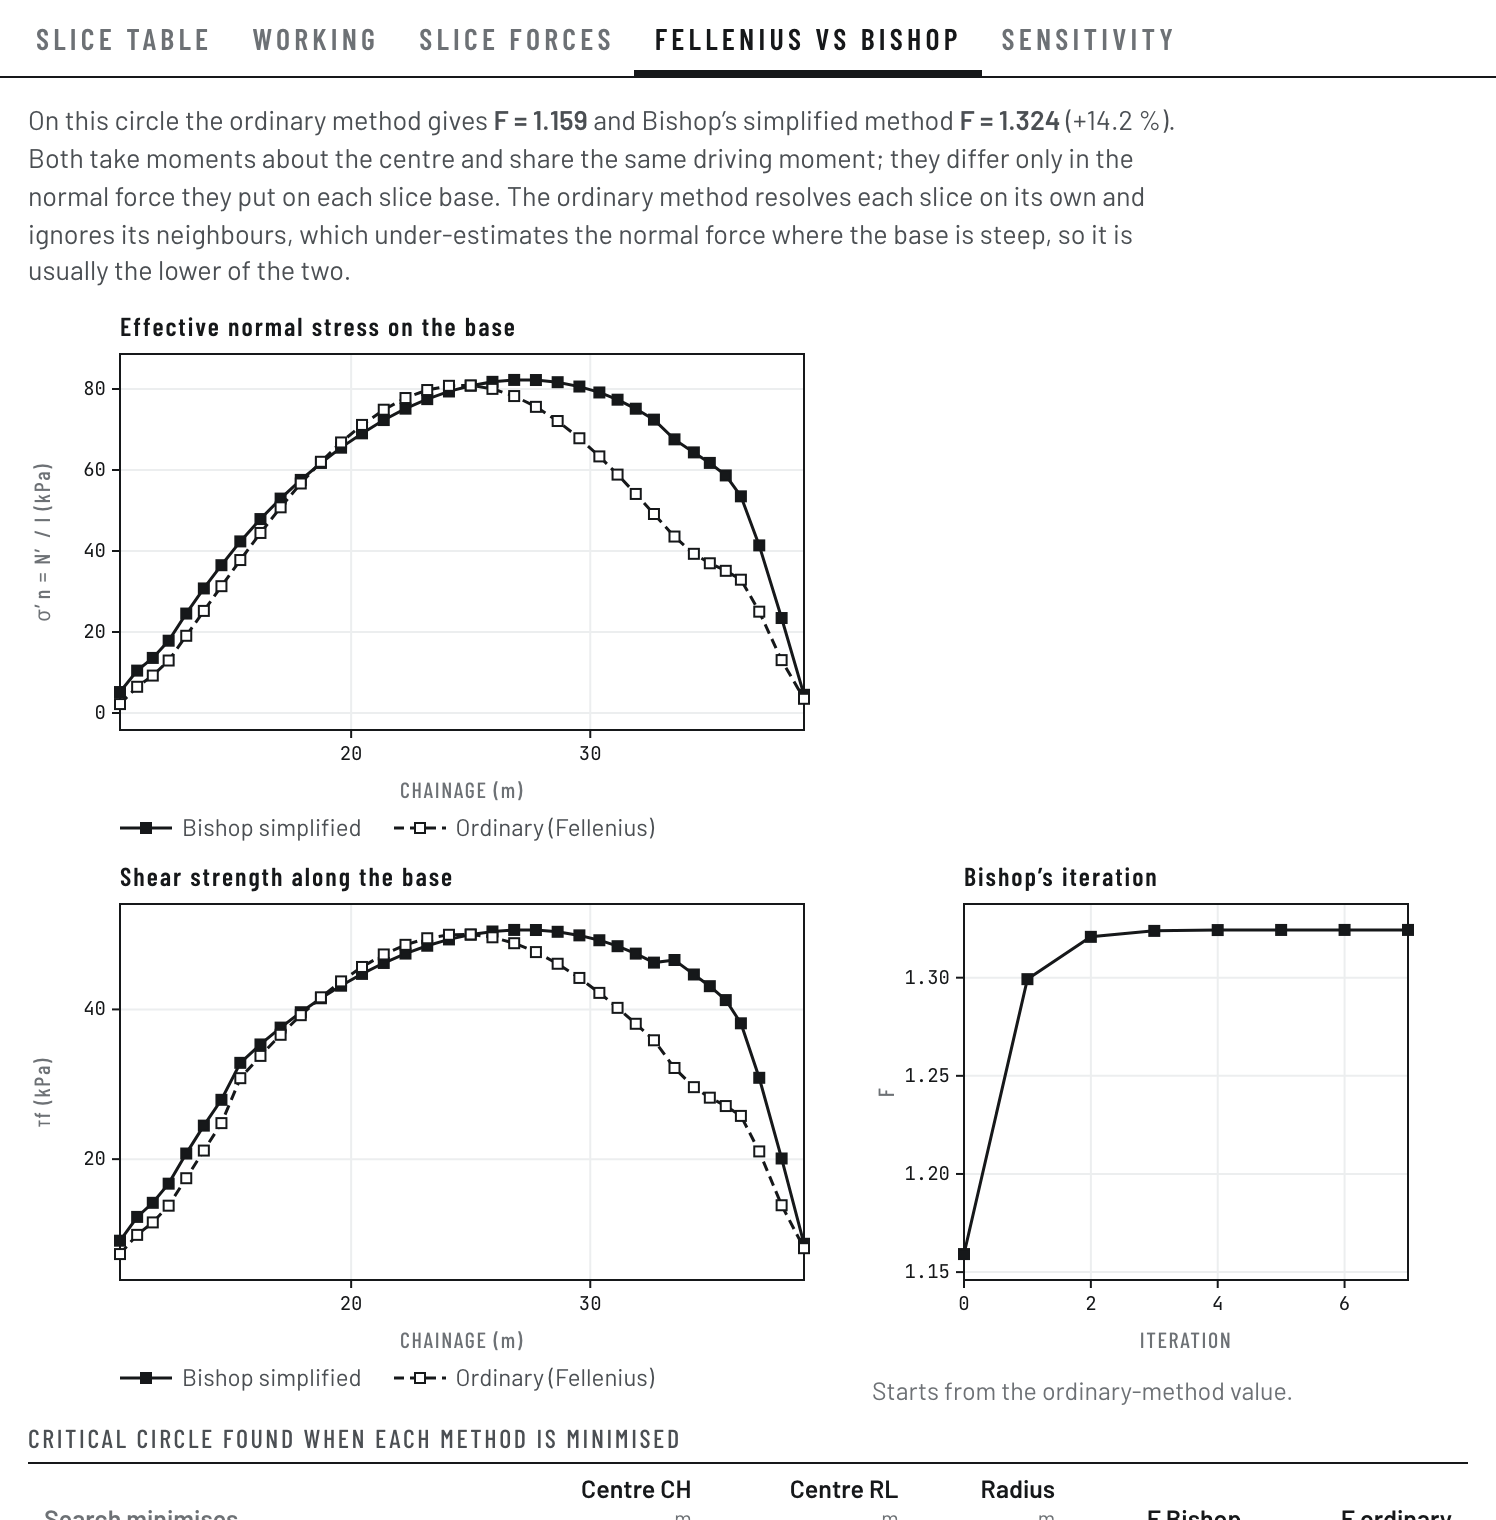 SLICE TABLE WORKING SLICE FORCES FELLENIUS VS BISHOP SENSITIVITY
On this circle the ordinary method gives F = 1.159 and Bishop’s simplified method F = 1.324 (+14.2 %).
Both take moments about the centre and share the same driving moment; they differ only in the
normal force they put on each slice base. The ordinary method resolves each slice on its own and
ignores its neighbours, which under-estimates the normal force where the base is steep, so it is
usually the lower of the two.
Effective normal stress on the base
σ′n = N′ / l (kPa)
80
60
40
20
0
20 30
CHAINAGE (m)
Bishop simplified Ordinary (Fellenius)
Shear strength along the base
τf (kPa)
40
20
20 30
CHAINAGE (m)
Bishop simplified Ordinary (Fellenius)
Bishop’s iteration
F
1.30
1.25
1.20
1.15
0 2 4 6
ITERATION
Starts from the ordinary-method value.
CRITICAL CIRCLE FOUND WHEN EACH METHOD IS MINIMISED
Centre CH Centre RL Radius
Search minimises m m m F Bishop F ordinary